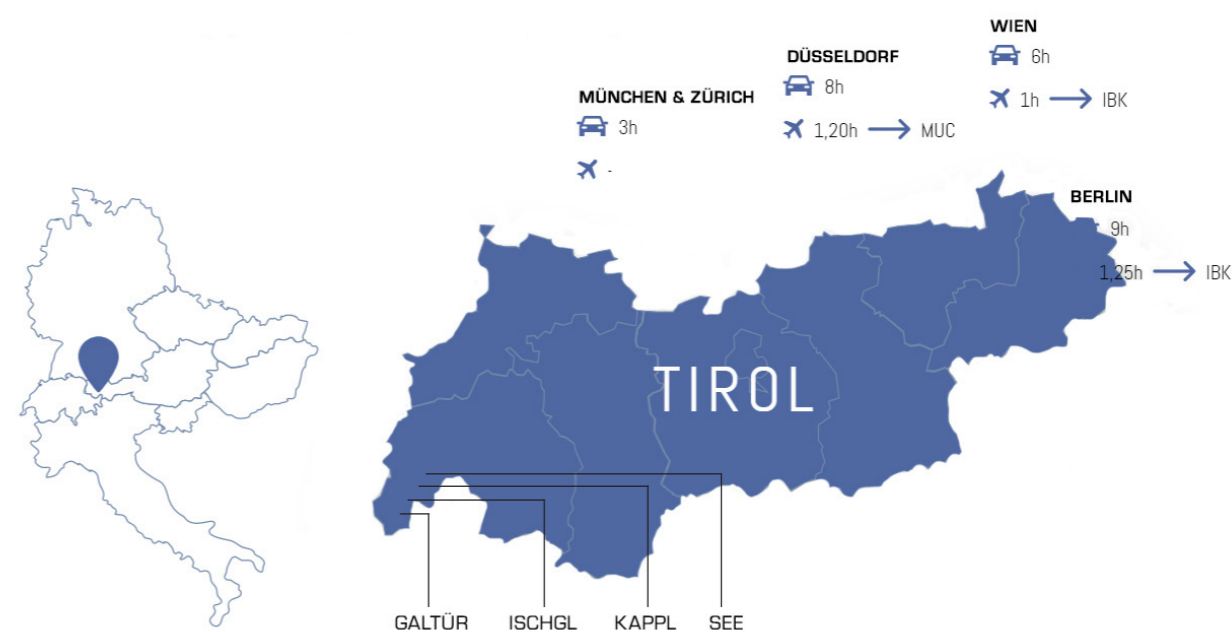 WIEN
6h
1h IBK
DÜSSELDORF
8h
1,20h MUC
MÜNCHEN & ZÜRICH
3h
-
BERLIN
9h
1,25h IBK
TIROL
GALTÜR ISCHGL KAPPL SEE